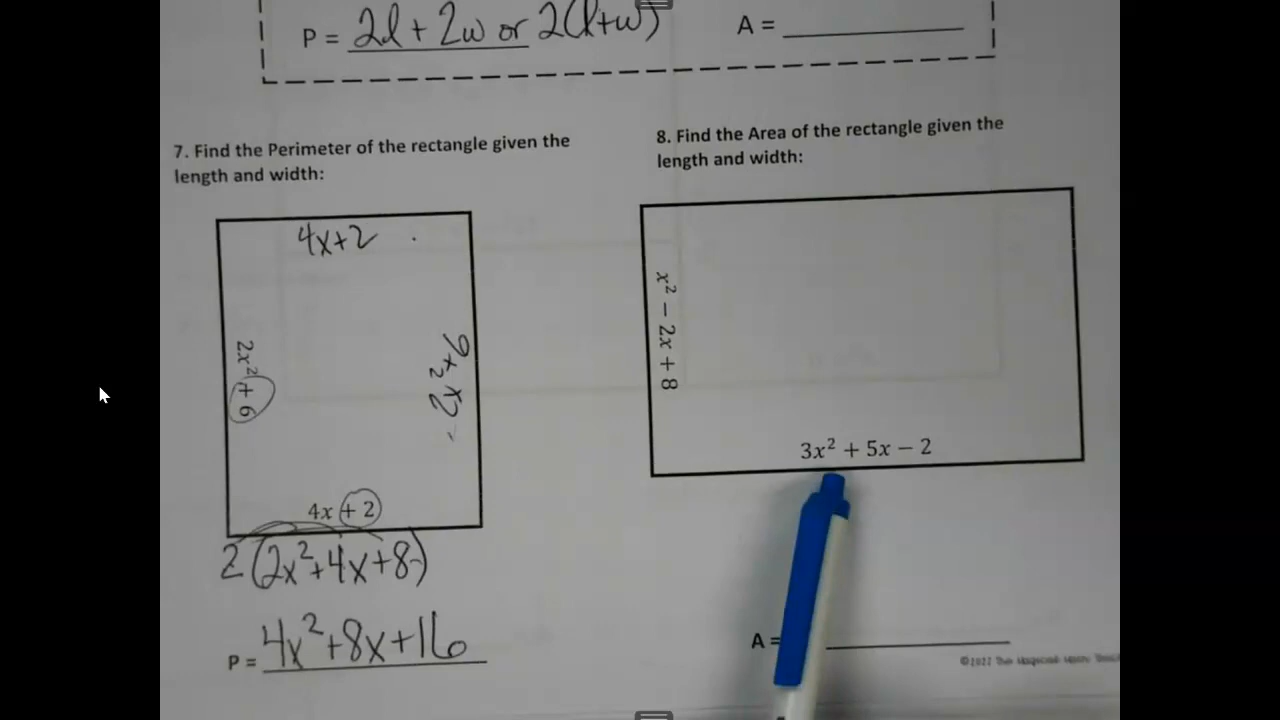 P = 2l + 2w or 2(l+w) A =
7. Find the Perimeter of the rectangle given the
length and width:
4x+2
2x² + 6
2x²+6
4x + 2
2(2x²+4x+8)
P = 4x²+8x+16
8. Find the Area of the rectangle given the
length and width:
x² − 2x + 8
3x² + 5x − 2
A =
©2022